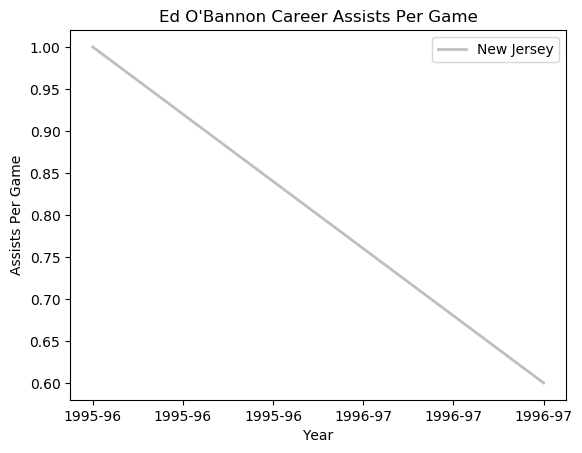 Ed O'Bannon Career Assists Per Game
New Jersey
Assists Per Game
1.00
0.95
0.90
0.85
0.80
0.75
0.70
0.65
0.60
1995-96 1995-96 1995-96 1996-97 1996-97 1996-97
Year